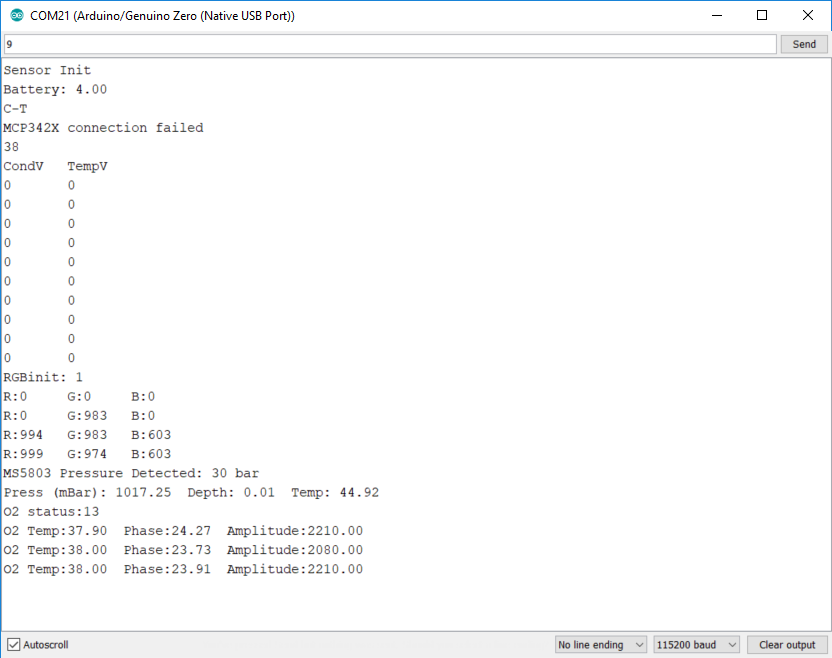 COM21 (Arduino/Genuino Zero (Native USB Port))
9
Send
Sensor Init
Battery: 4.00
C-T
MCP342X connection failed
38
CondV TempV
0 0
0 0
0 0
0 0
0 0
0 0
0 0
0 0
0 0
0 0
RGBinit: 1
R:0 G:0 B:0
R:0 G:983 B:0
R:994 G:983 B:603
R:999 G:974 B:603
MS5803 Pressure Detected: 30 bar
Press (mBar): 1017.25 Depth: 0.01 Temp: 44.92
O2 status:13
O2 Temp:37.90 Phase:24.27 Amplitude:2210.00
O2 Temp:38.00 Phase:23.73 Amplitude:2080.00
O2 Temp:38.00 Phase:23.91 Amplitude:2210.00
Autoscroll
No line ending
115200 baud
Clear output